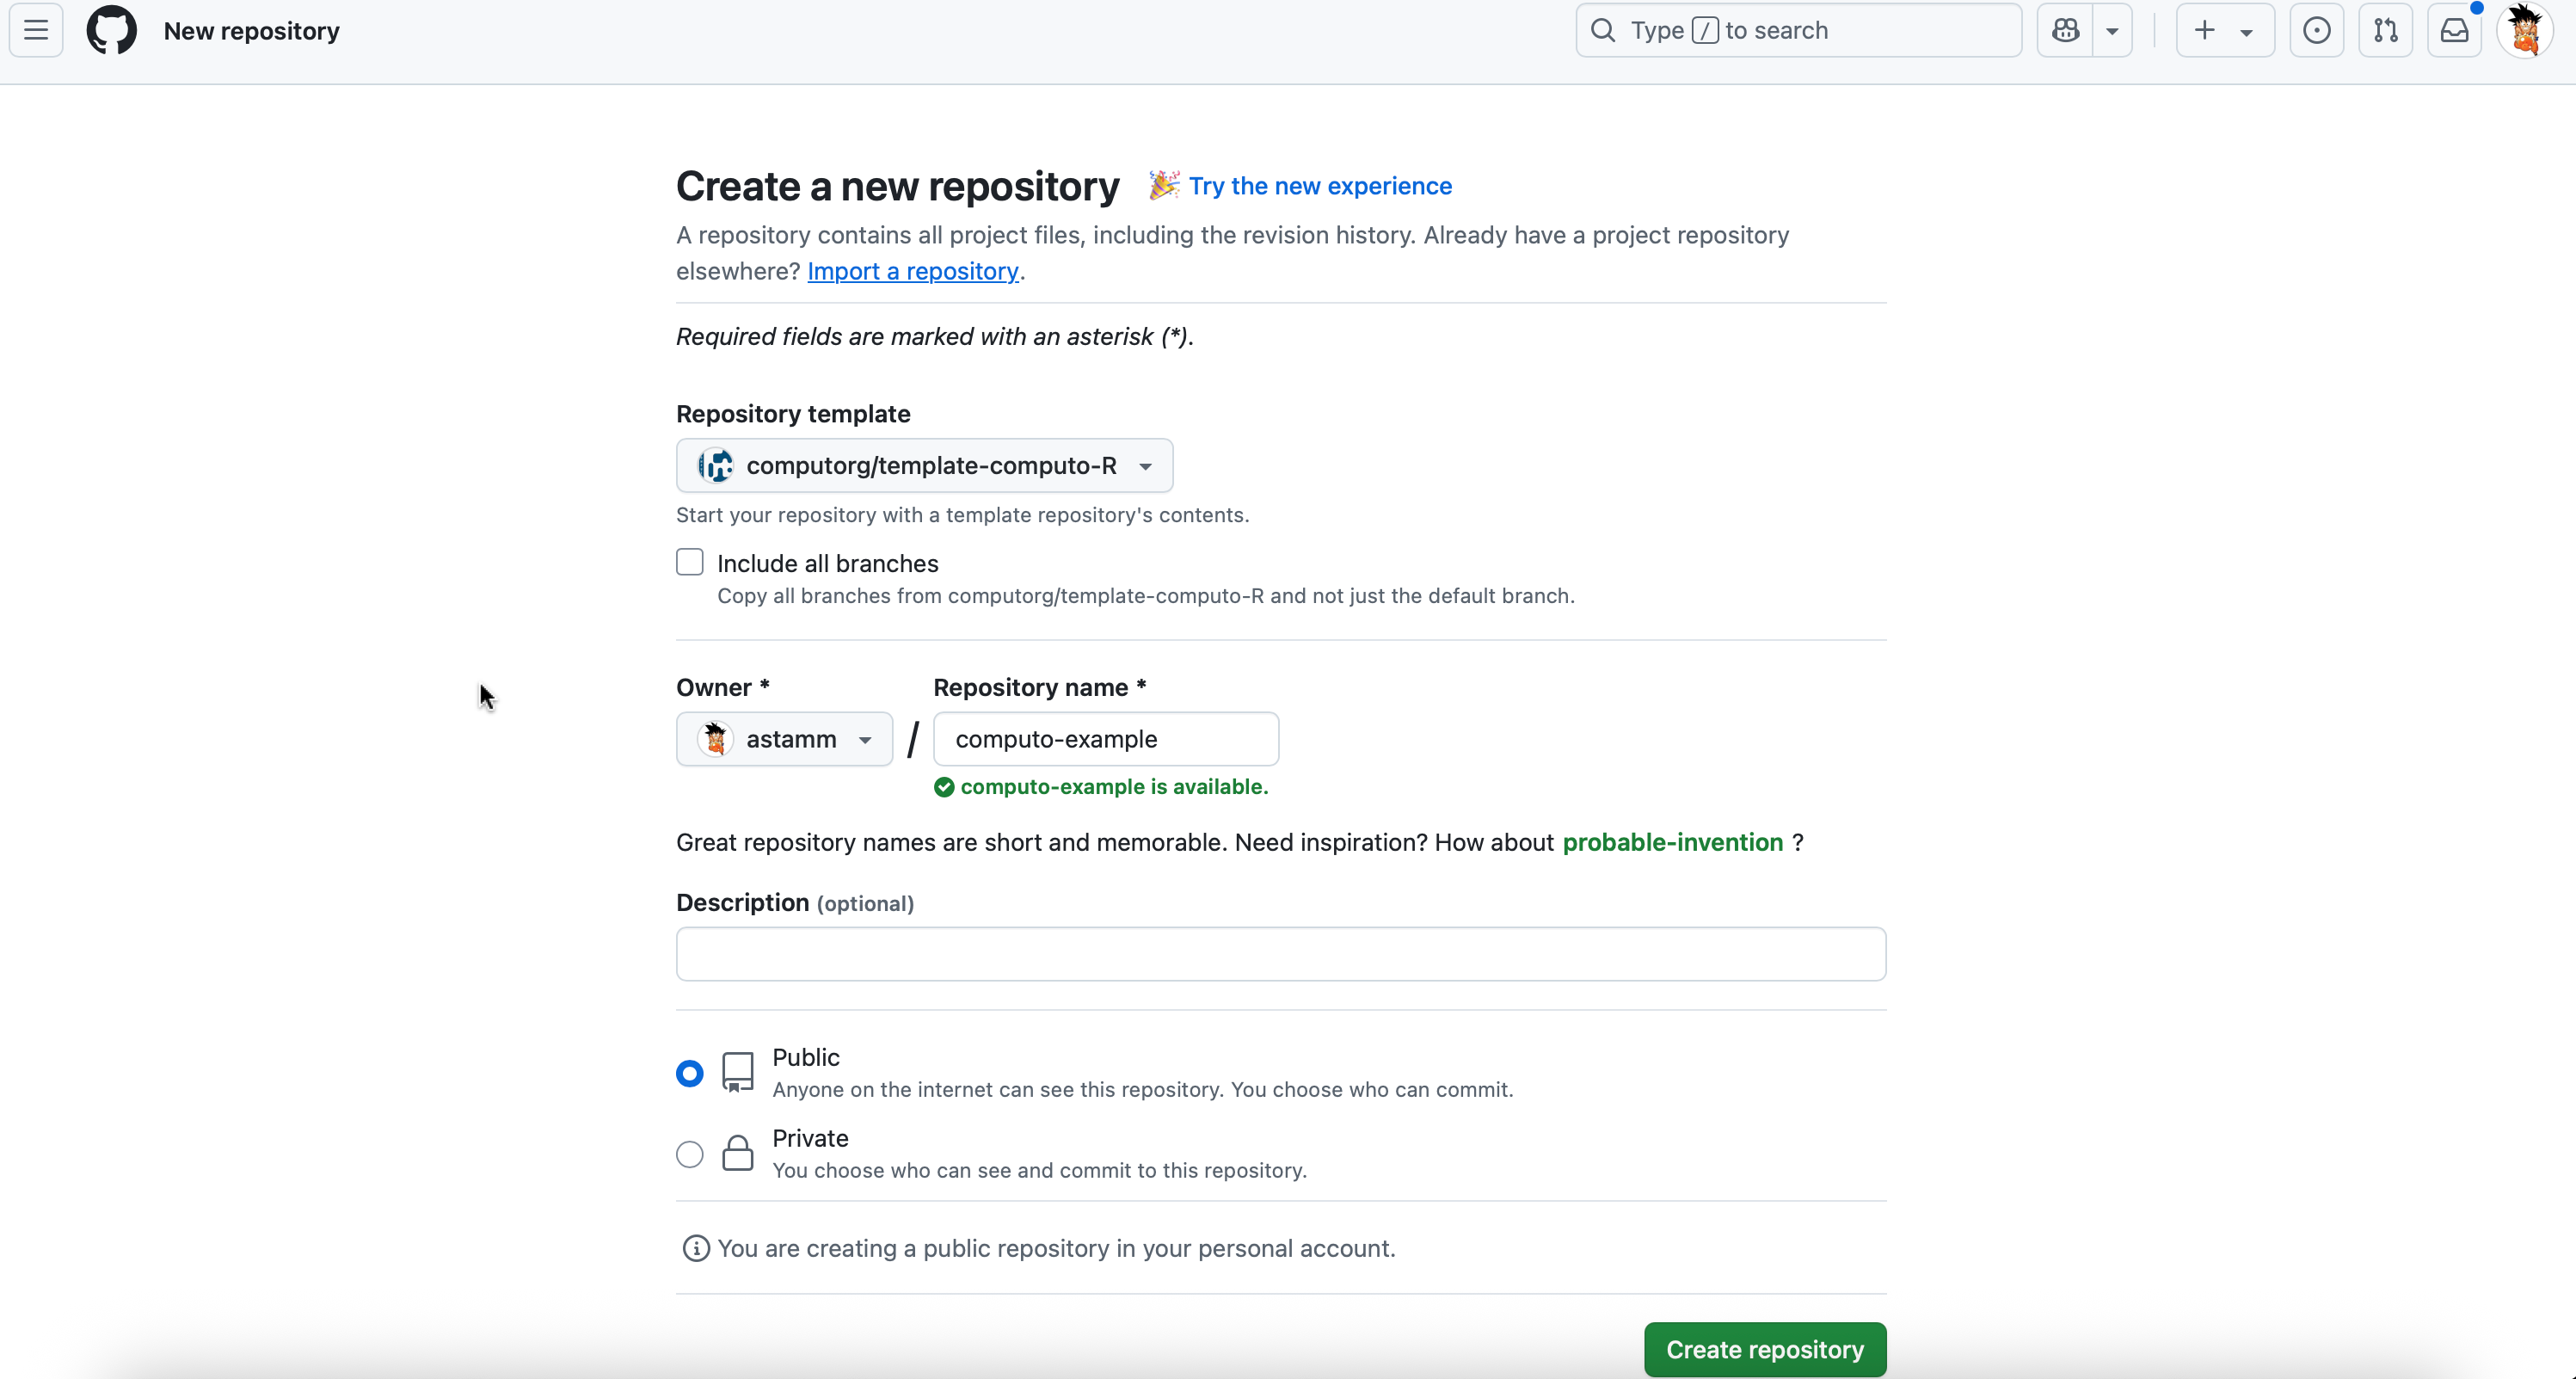 New repository
Type / to search
Create a new repository 🎉 Try the new experience
A repository contains all project files, including the revision history. Already have a project repository
elsewhere? Import a repository.
Required fields are marked with an asterisk (*).
Repository template
computorg/template-computo-R
Start your repository with a template repository's contents.
Include all branches
Copy all branches from computorg/template-computo-R and not just the default branch.
Owner * Repository name *
astamm / computo-example
computo-example is available.
Great repository names are short and memorable. Need inspiration? How about probable-invention ?
Description (optional)
Public
Anyone on the internet can see this repository. You choose who can commit.
Private
You choose who can see and commit to this repository.
You are creating a public repository in your personal account.
Create repository